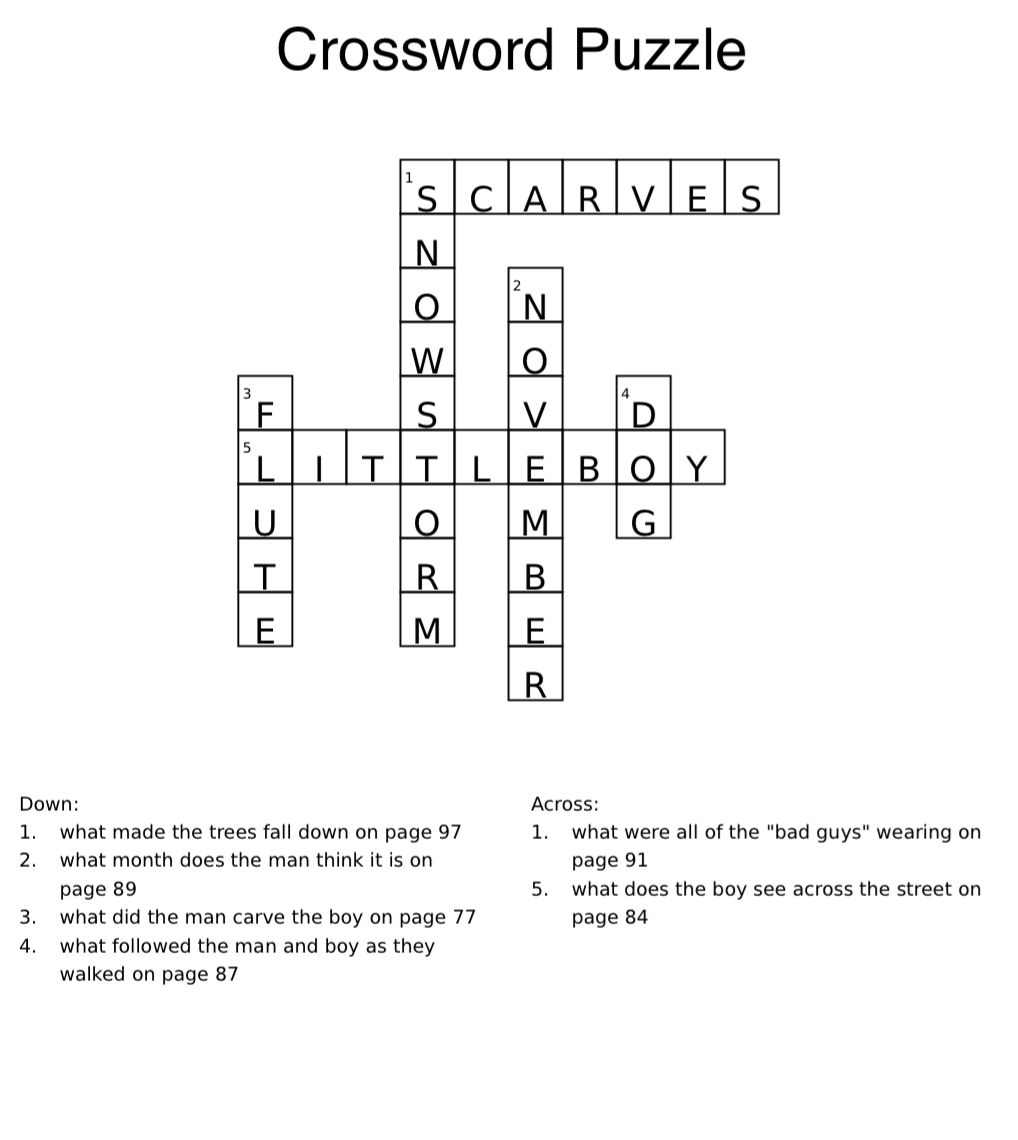 Crossword Puzzle
1 S C A R V E S
N
O 2 N
W O
3 F S V 4 D
5 L I T T L E B O Y
U O M G
T R B
E M E
R
Down:
1. what made the trees fall down on page 97
2. what month does the man think it is on
page 89
3. what did the man carve the boy on page 77
4. what followed the man and boy as they
walked on page 87
Across:
1. what were all of the "bad guys" wearing on
page 91
5. what does the boy see across the street on
page 84